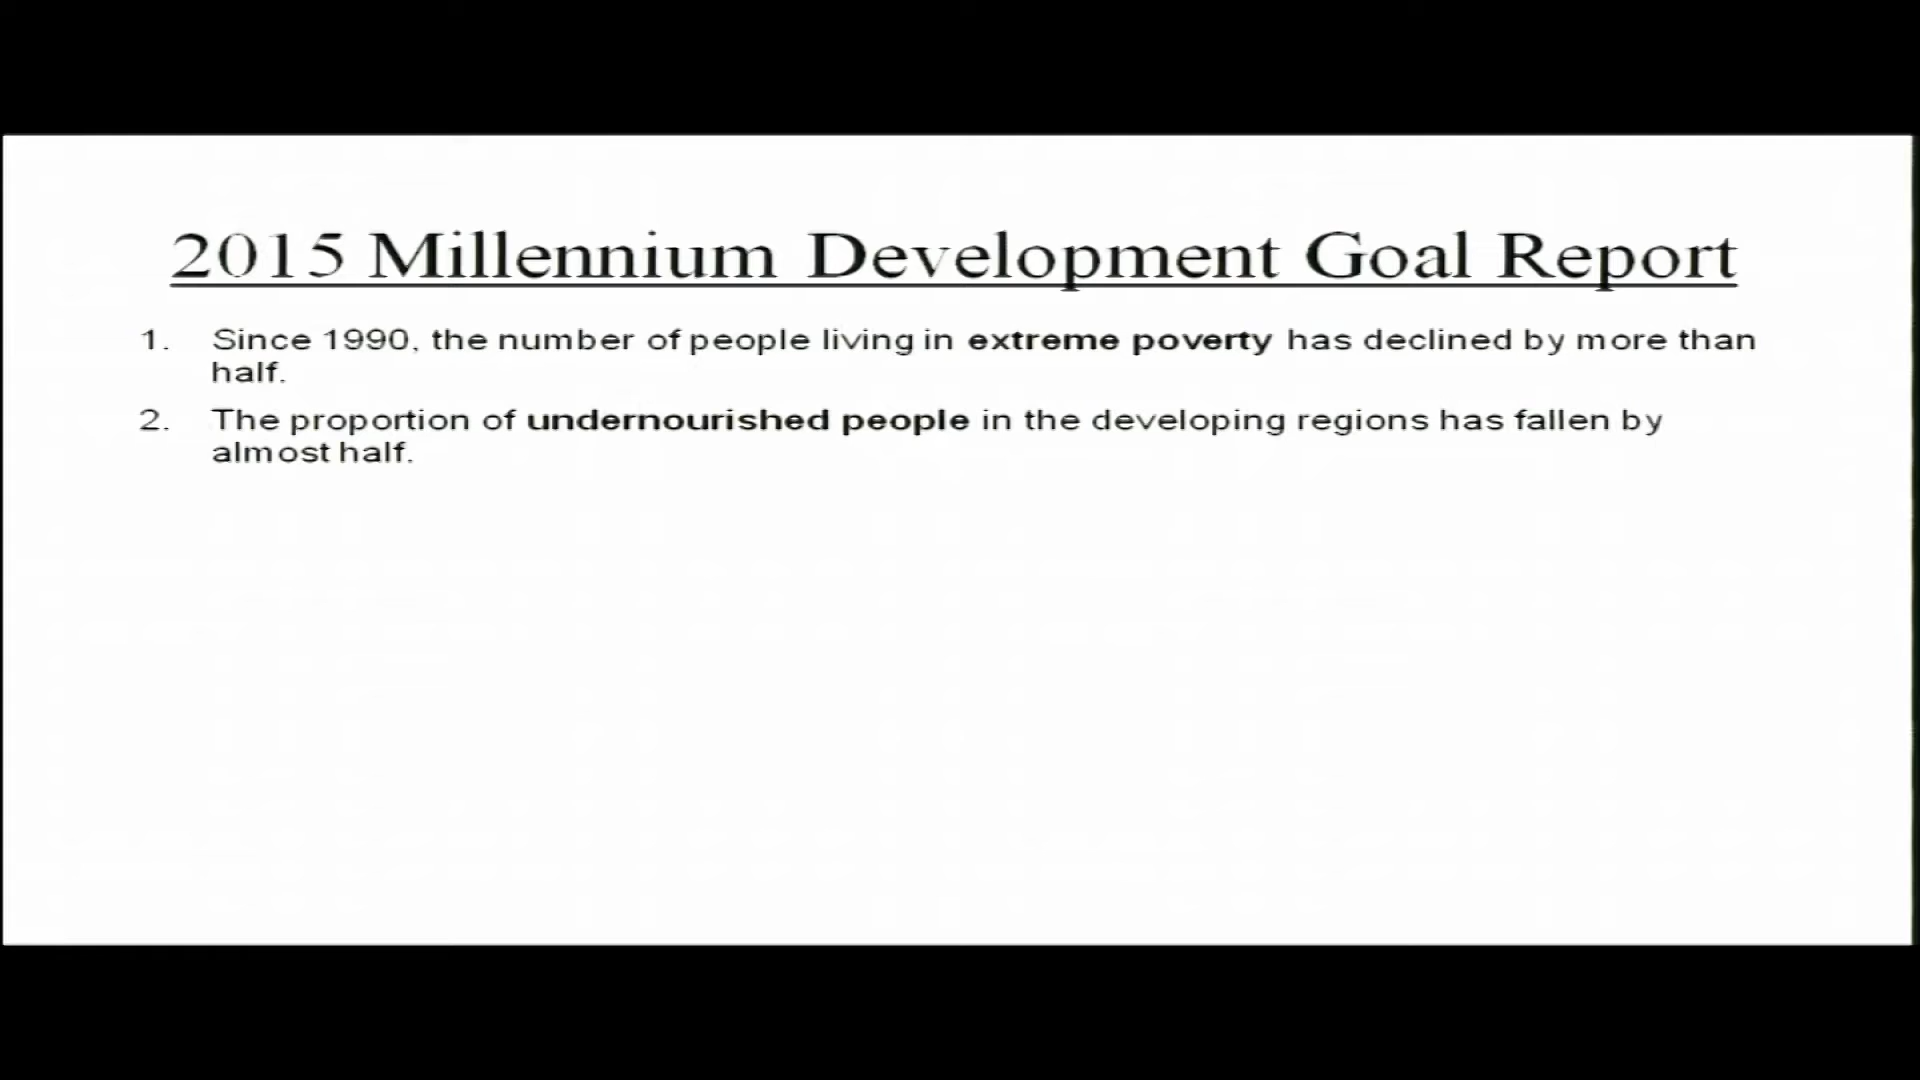 2015 Millennium Development Goal Report
1. Since 1990, the number of people living in extreme poverty has declined by more than
half.
2. The proportion of undernourished people in the developing regions has fallen by
almost half.